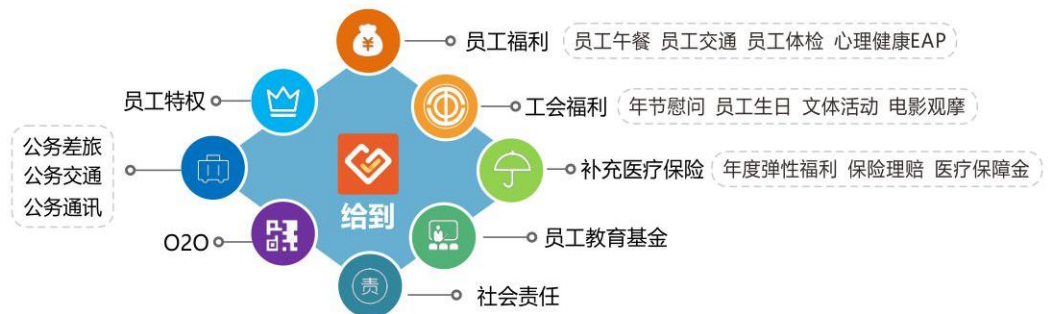 员工福利 员工午餐 员工交通 员工体检 心理健康EAP
员工特权
工会福利 年节慰问 员工生日 文体活动 电影观摩
公务差旅
公务交通
公务通讯
补充医疗保险 年度弹性福利 保险理赔 医疗保障金
给到
O2O
员工教育基金
责
社会责任